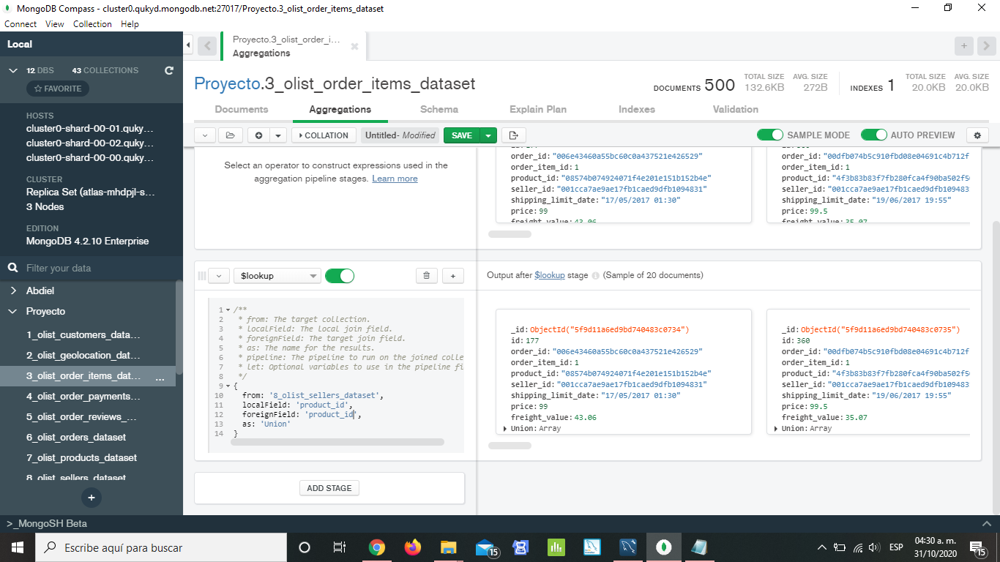 MongoDB Compass - cluster0.qukyd.mongodb.net:27017/Proyecto.3_olist_order_items_dataset
Connect View Collection Help
Local
12 DBS 43 COLLECTIONS
FAVORITE
HOSTS
cluster0-shard-00-01.quky...
cluster0-shard-00-02.quky...
cluster0-shard-00-00.quky...
CLUSTER
Replica Set (atlas-mhdpjl-s...
3 Nodes
EDITION
MongoDB 4.2.10 Enterprise
Filter your data
Abdiel
Proyecto
1_olist_customers_data...
2_olist_geolocation_dat...
3_olist_order_items_dat... ...
4_olist_order_payments...
5_olist_order_reviews_...
6_olist_orders_dataset
7_olist_products_dataset
8_olist_sellers_dataset
+
Proyecto.3_olist_order_i...
Aggregations
Proyecto.3_olist_order_items_dataset
DOCUMENTS 500 TOTAL SIZE 132.6KB AVG. SIZE 272B INDEXES 1 TOTAL SIZE 20.0KB AVG. SIZE 20.0KB
Documents Aggregations Schema Explain Plan Indexes Validation
COLLATION Untitled- Modified SAVE SAMPLE MODE AUTO PREVIEW
Select an operator to construct expressions used in the
aggregation pipeline stages. Learn more
order_id: "006e43460a55bc60c0a437521e426529"
order_item_id: 1
product_id: "08574b074924071f4e201e151b152b4e"
seller_id: "001cca7ae9ae17fb1caed9dfb1094831"
shipping_limit_date: "17/05/2017 01:30"
price: 99
freight_value: 43.06
order_id: "00dfb074b5c910fbd08e04691c4b712f
order_item_id: 1
product_id: "4f3b83b83f7fb280fca4f90ba502f5
seller_id: "001cca7ae9ae17fb1caed9dfb109483
shipping_limit_date: "19/06/2017 19:55"
price: 99.5
freight_value: 35.07
$lookup
+
Output after $lookup stage (Sample of 20 documents)
1 /**
2 * from: The target collection.
3 * localField: The local join field.
4 * foreignField: The target join field.
5 * as: The name for the results.
6 * pipeline: The pipeline to run on the joined colle
7 * let: Optional variables to use in the pipeline fi
8 */
9 {
10 from: '8_olist_sellers_dataset',
11 localField: 'product_id',
12 foreignField: 'product_id',
13 as: 'Union'
14 }
_id: ObjectId("5f9d11a6ed9bd740483c0734")
id: 177
order_id: "006e43460a55bc60c0a437521e426529"
order_item_id: 1
product_id: "08574b074924071f4e201e151b152b4e"
seller_id: "001cca7ae9ae17fb1caed9dfb1094831"
shipping_limit_date: "17/05/2017 01:30"
price: 99
freight_value: 43.06
Union: Array
_id: ObjectId("5f9d11a6ed9bd740483c0735")
id: 360
order_id: "00dfb074b5c910fbd08e04691c4b712f
order_item_id: 1
product_id: "4f3b83b83f7fb280fca4f90ba502f5
seller_id: "001cca7ae9ae17fb1caed9dfb109483
shipping_limit_date: "19/06/2017 19:55"
price: 99.5
freight_value: 35.07
Union: Array
ADD STAGE
>_MongoSH Beta
Escribe aquí para buscar
15
ESP
04:30 a. m.
31/10/2020
15